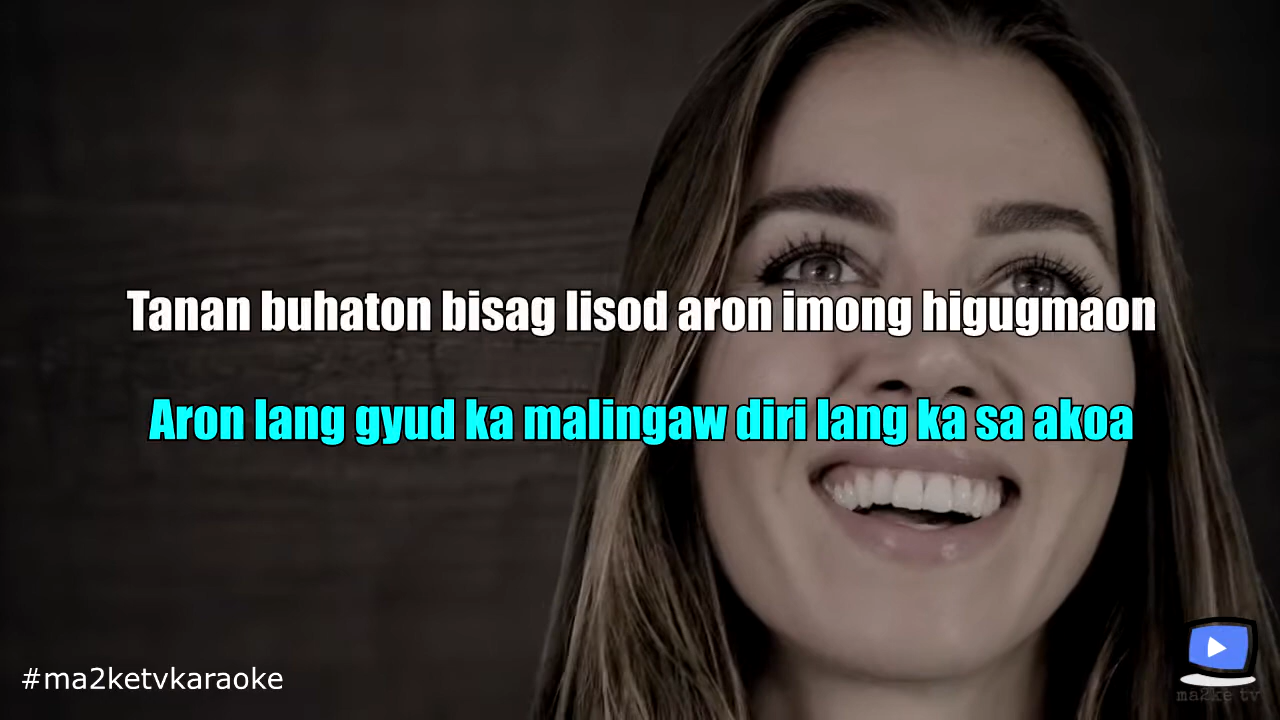 Tanan buhaton bisag lisod aron imong higugmaon
Aron lang gyud ka malingaw diri lang ka sa akoa
#ma2ketvkaraoke
ma2ke tv